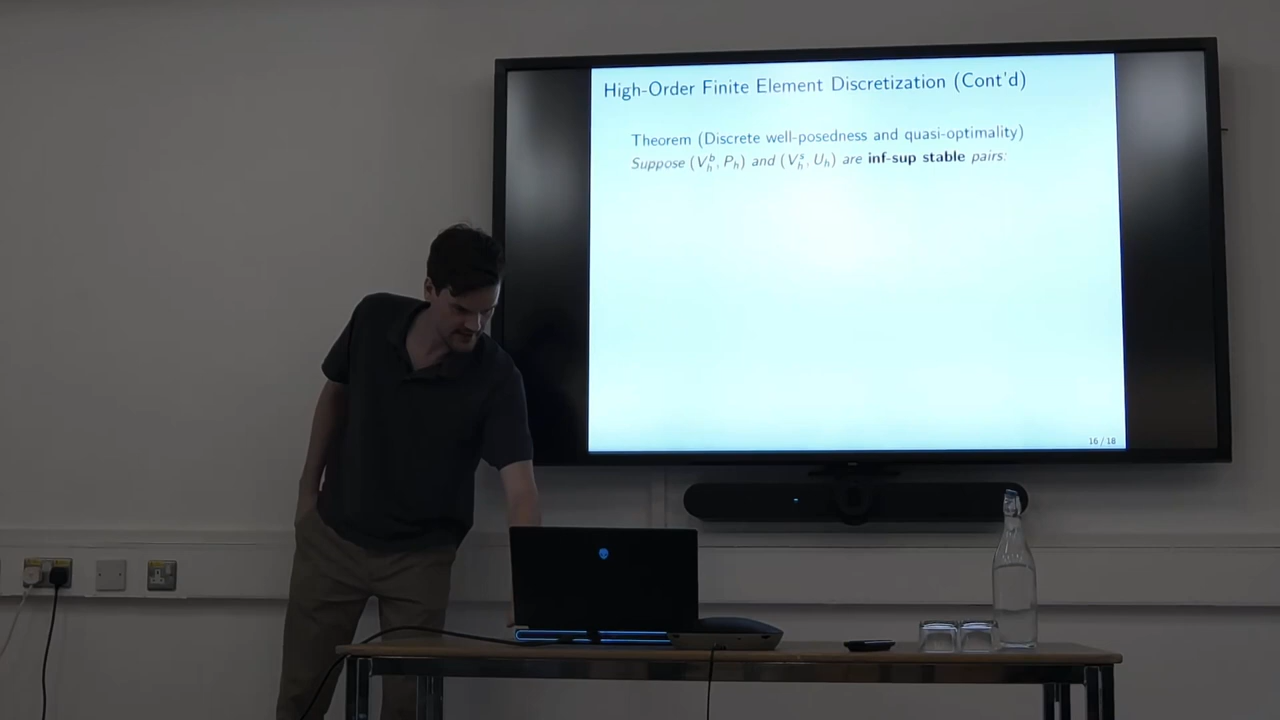 High-Order Finite Element Discretization (Cont'd)
Theorem (Discrete well-posedness and quasi-optimality)
Suppose (V_h^b, P_h) and (V_h^s, U_h) are inf-sup stable pairs:
16 / 18